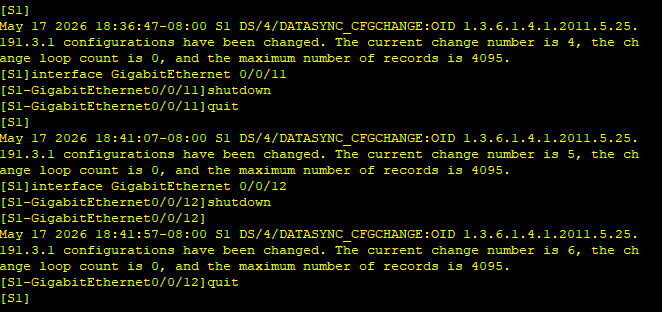 [S1]
May 17 2026 18:36:47-08:00 S1 DS/4/DATASYNC_CFGCHANGE:OID 1.3.6.1.4.1.2011.5.25.
191.3.1 configurations have been changed. The current change number is 4, the ch
ange loop count is 0, and the maximum number of records is 4095.
[S1]interface GigabitEthernet 0/0/11
[S1-GigabitEthernet0/0/11]shutdown
[S1-GigabitEthernet0/0/11]quit
[S1]
May 17 2026 18:41:07-08:00 S1 DS/4/DATASYNC_CFGCHANGE:OID 1.3.6.1.4.1.2011.5.25.
191.3.1 configurations have been changed. The current change number is 5, the ch
ange loop count is 0, and the maximum number of records is 4095.
[S1]interface GigabitEthernet 0/0/12
[S1-GigabitEthernet0/0/12]shutdown
[S1-GigabitEthernet0/0/12]
May 17 2026 18:41:57-08:00 S1 DS/4/DATASYNC_CFGCHANGE:OID 1.3.6.1.4.1.2011.5.25.
191.3.1 configurations have been changed. The current change number is 6, the ch
ange loop count is 0, and the maximum number of records is 4095.
[S1-GigabitEthernet0/0/12]quit
[S1]